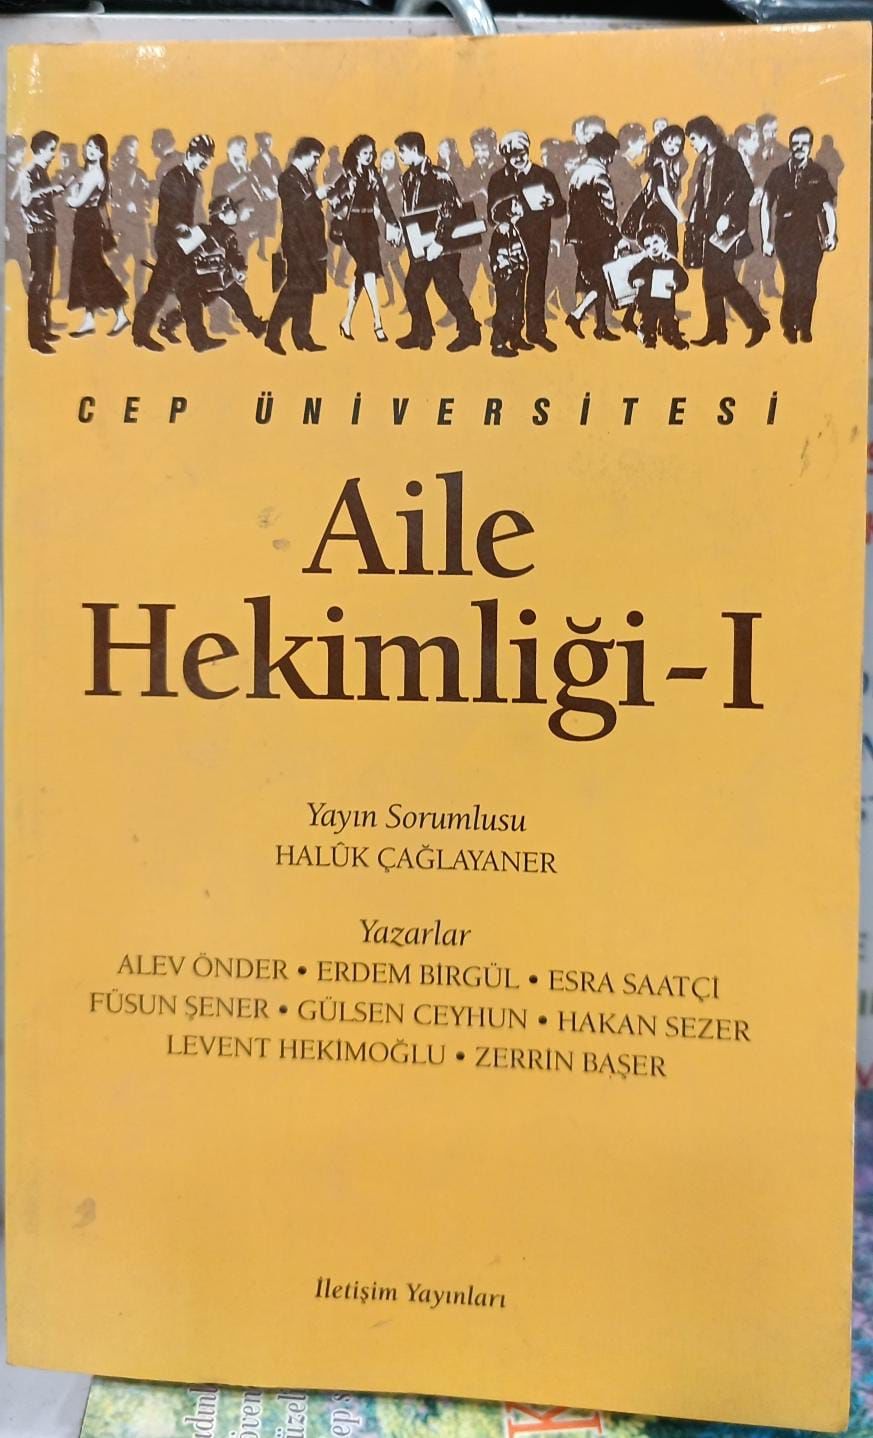 CEP ÜNİVERSİTESİ
Aile
Hekimliği-I
Yayın Sorumlusu
HALÛK ÇAĞLAYANER
Yazarlar
ALEV ÖNDER • ERDEM BİRGÜL • ESRA SAATÇİ
FÜSUN ŞENER • GÜLSEN CEYHUN • HAKAN SEZER
LEVENT HEKİMOĞLU • ZERRİN BAŞER
İletişim Yayınları